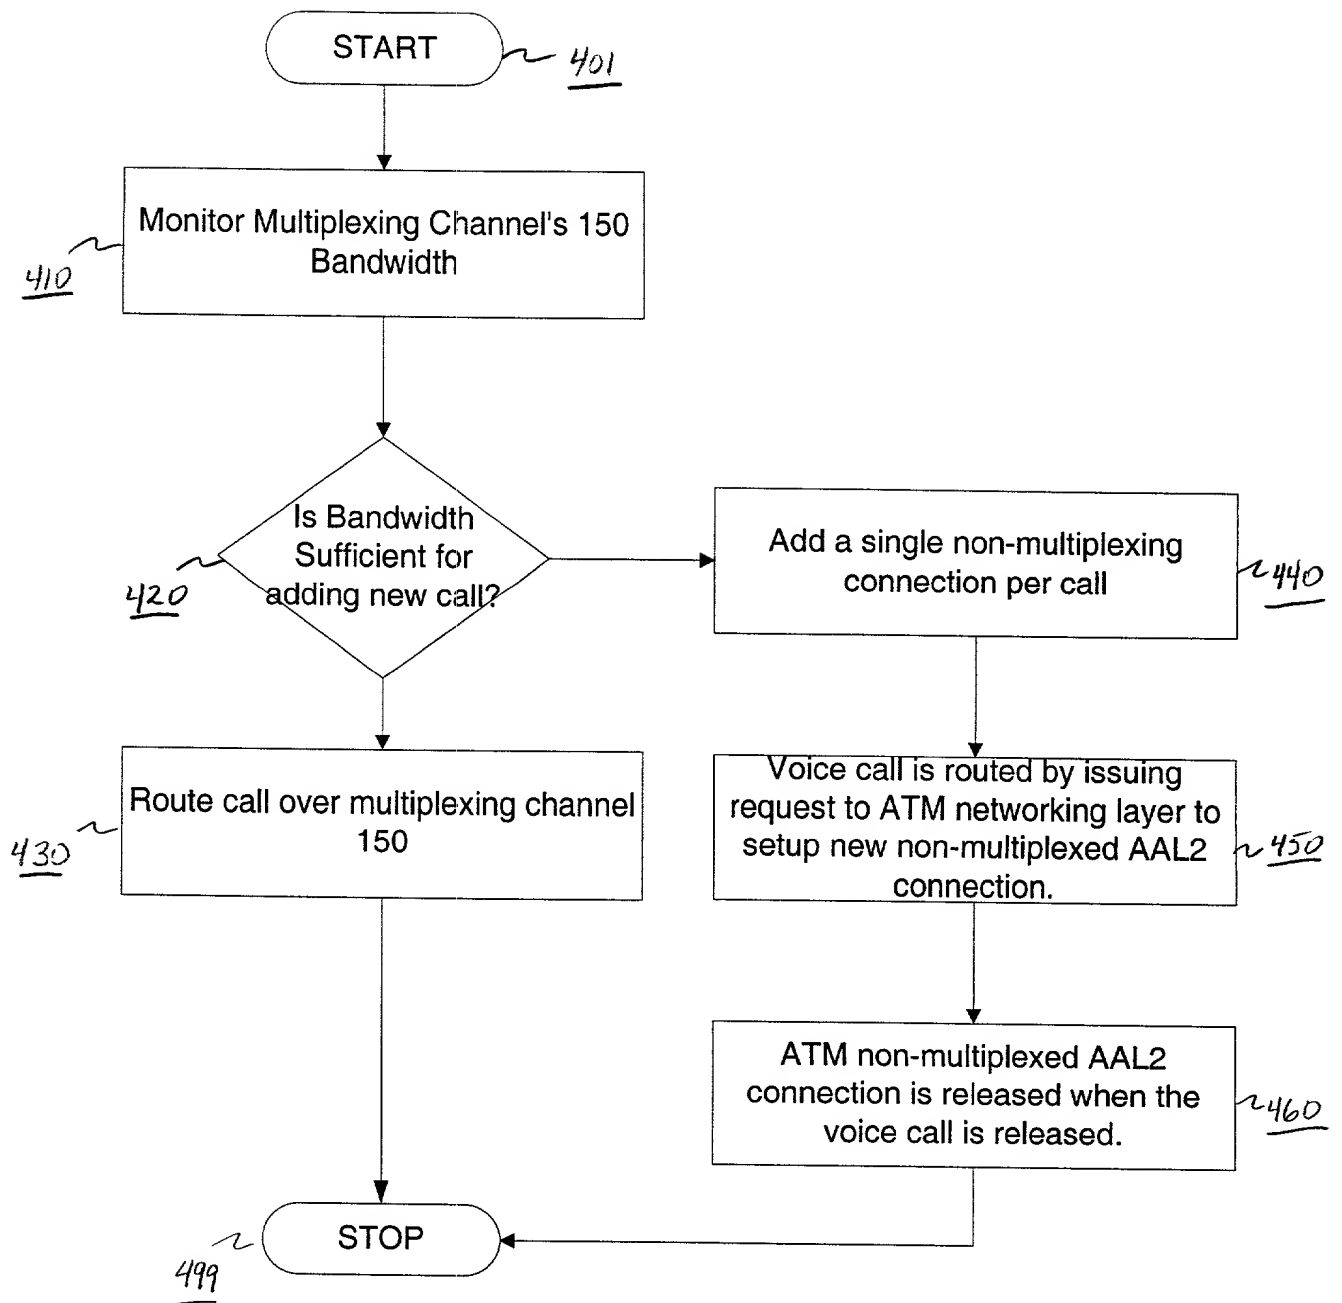 START
401
Monitor Multiplexing Channel's 150
Bandwidth
410
Is Bandwidth
Sufficient for
adding new call?
420
Add a single non-multiplexing
connection per call
440
Route call over multiplexing channel
150
430
Voice call is routed by issuing
request to ATM networking layer to
setup new non-multiplexed AAL2
connection.
450
ATM non-multiplexed AAL2
connection is released when the
voice call is released.
460
STOP
499